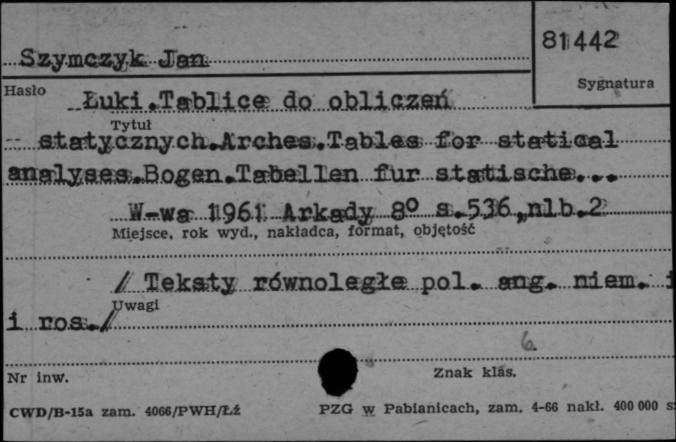 81442
Szymczyk Jan
Sygnatura
Hasło
Łuki.Tablice do obliczeń
Tytuł
statycznych.Arches.Tables for statical
analyses.Bogen.Tabellen fur statische...
W-wa 1961 Arkady 8° s.536,nlb.2
Miejsce, rok wyd., nakładca, format, objętość
/ Teksty równoległe pol. ang. niem. i
Uwagi
i ros./
6.
Nr inw.
Znak klas.
CWD/B-15a zam. 4066/PWH/Łź
PZG w Pabianicach, zam. 4-66 nakł. 400 000 s